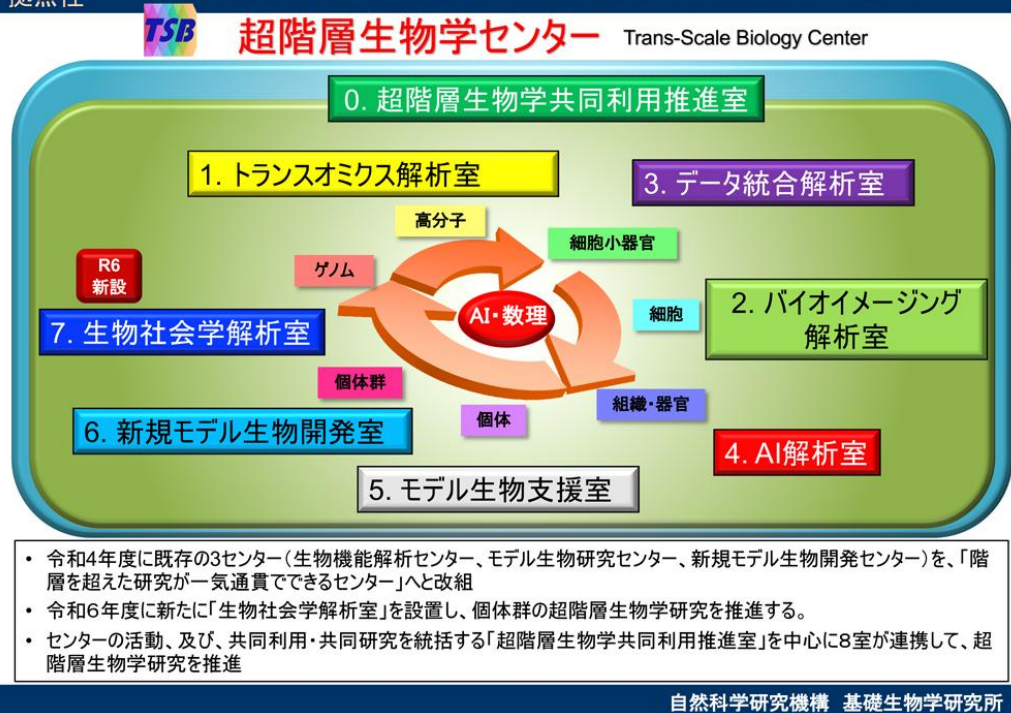 拠点性
TSB
超階層生物学センター Trans-Scale Biology Center
0. 超階層生物学共同利用推進室
1. トランスオミクス解析室
3. データ統合解析室
高分子
細胞小器官
R6
新設
ゲノム
AI・数理
細胞
2. バイオイメージング
解析室
7. 生物社会学解析室
個体群
組織・器官
個体
6. 新規モデル生物開発室
4. AI解析室
5. モデル生物支援室
• 令和4年度に既存の3センター（生物機能解析センター、モデル生物研究センター、新規モデル生物開発センター）を、「階
層を超えた研究が一気通貫でできるセンター」へと改組
• 令和6年度に新たに「生物社会学解析室」を設置し、個体群の超階層生物学研究を推進する。
• センターの活動、及び、共同利用・共同研究を統括する「超階層生物学共同利用推進室」を中心に8室が連携して、超
階層生物学研究を推進
自然科学研究機構 基礎生物学研究所